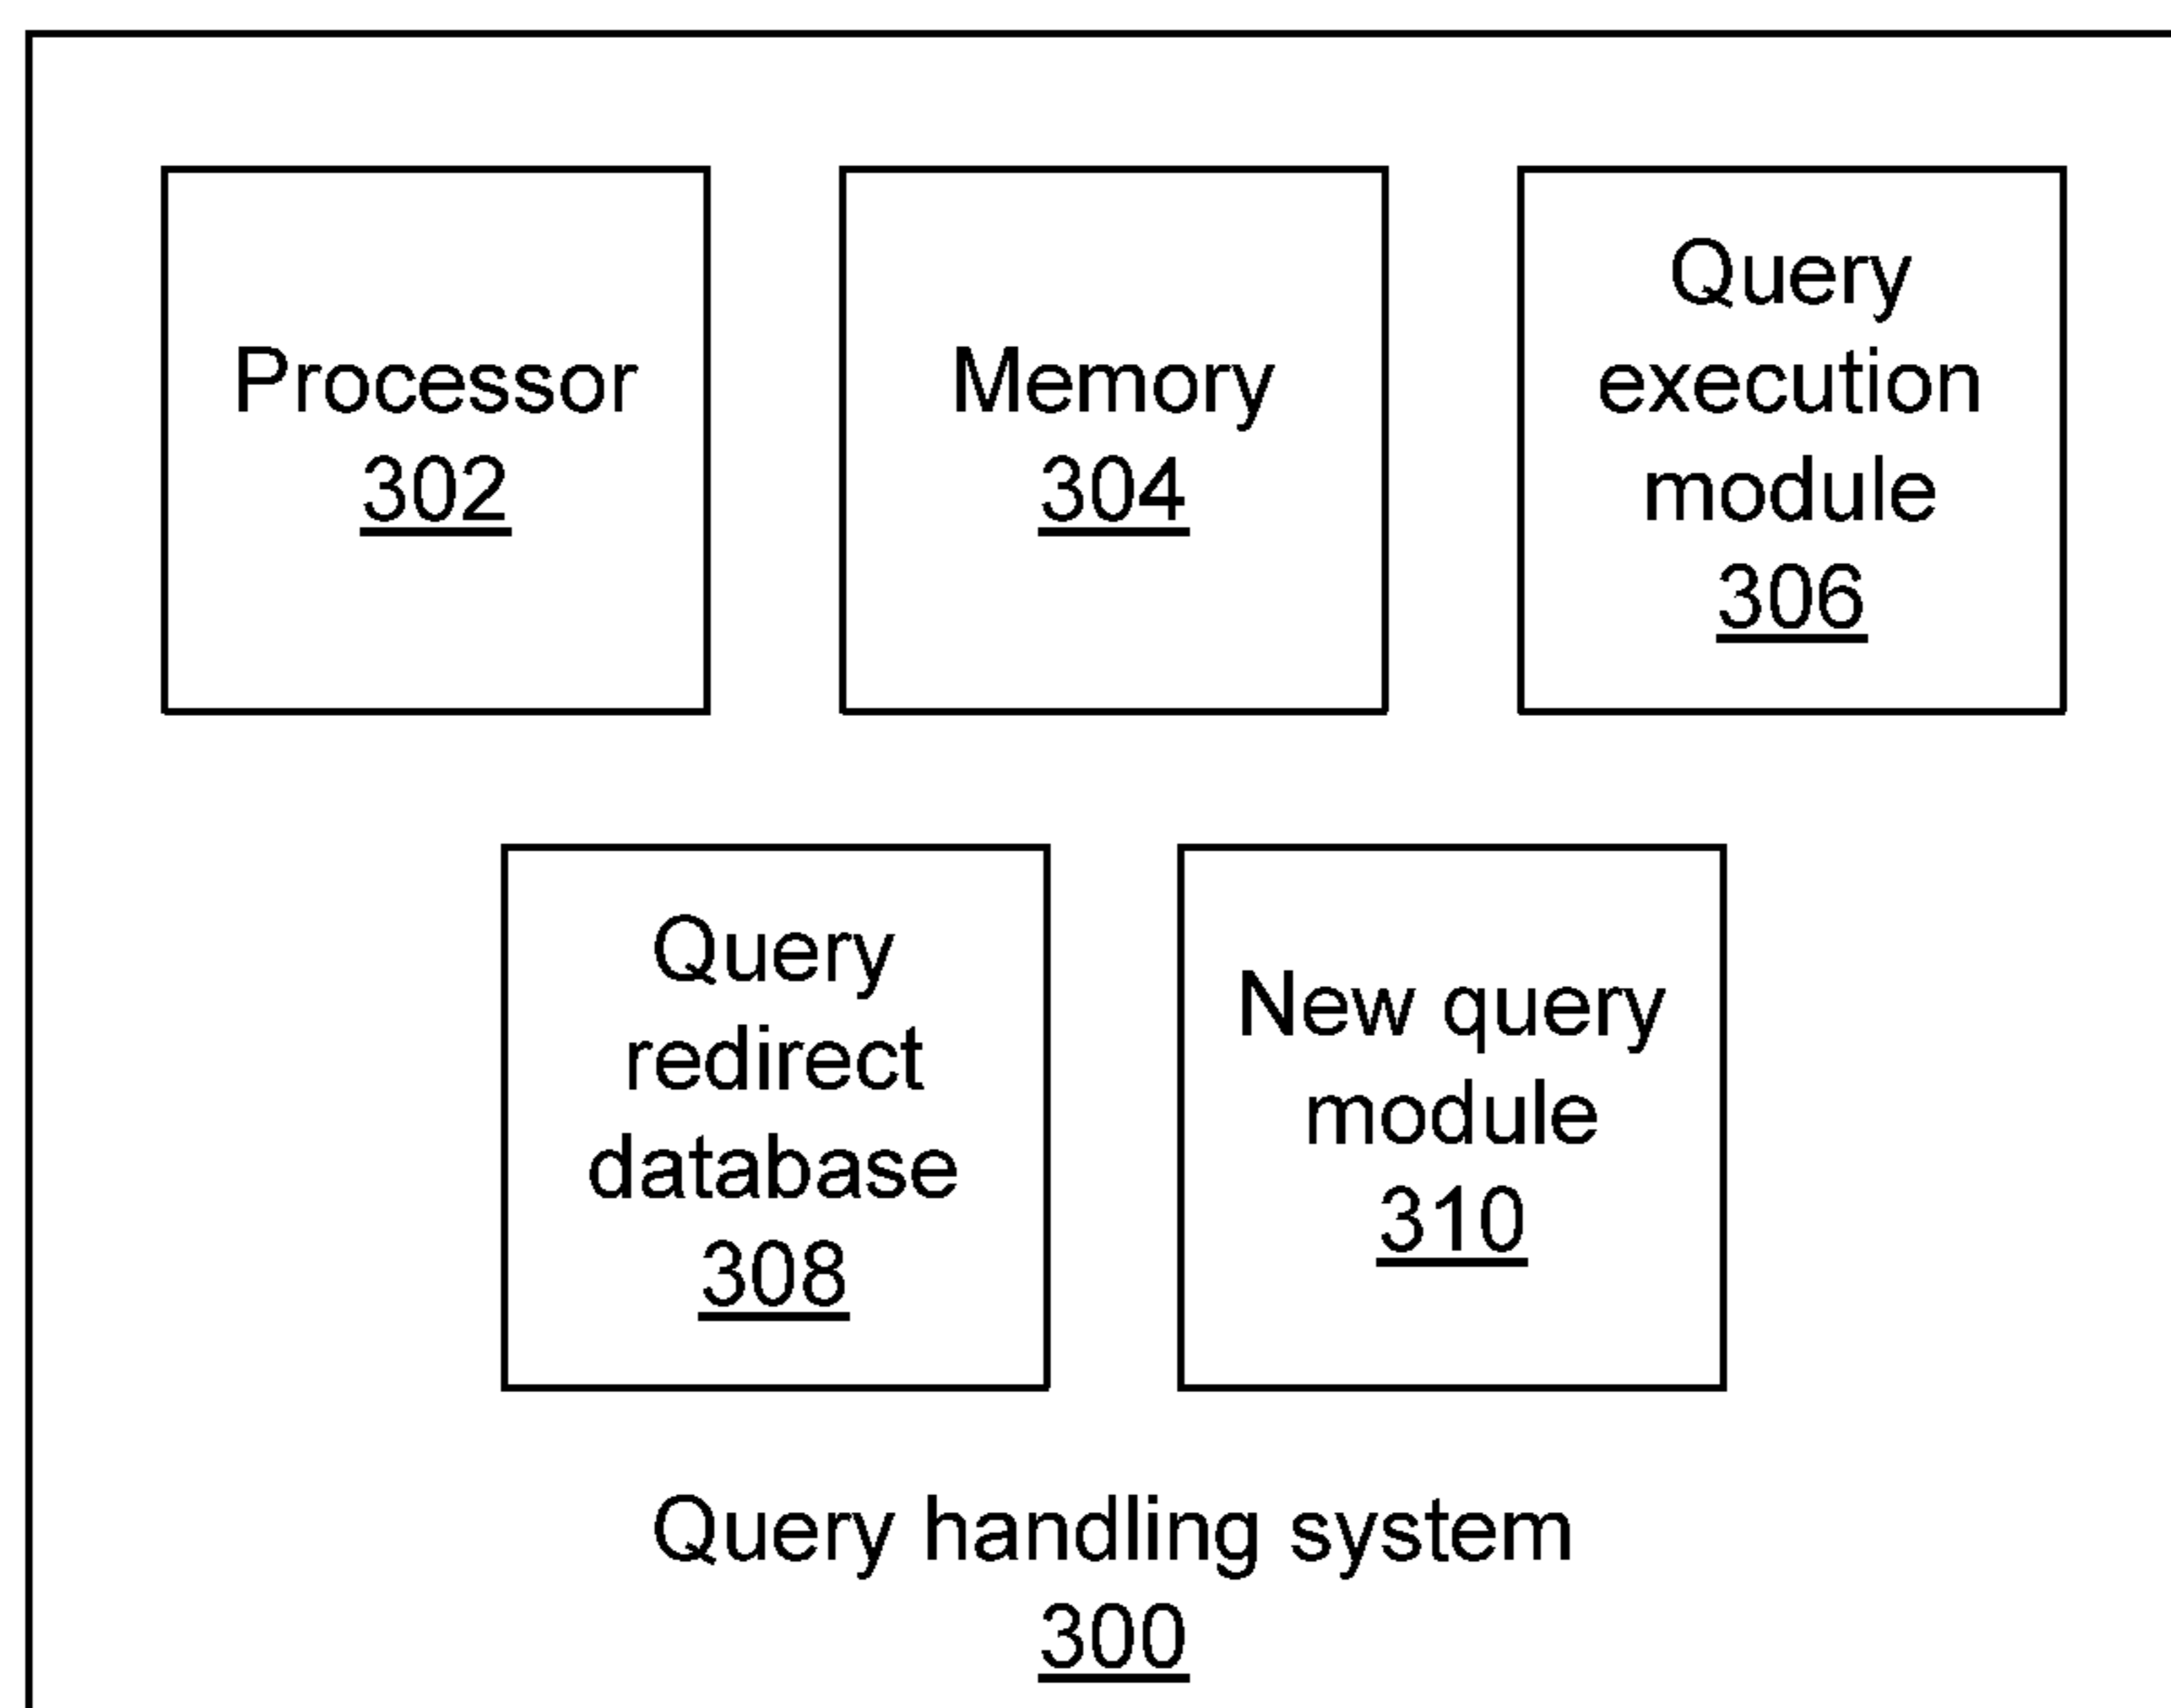 Processor
302
Memory
304
Query
execution
module
306
Query
redirect
database
308
New query
module
310
Query handling system
300